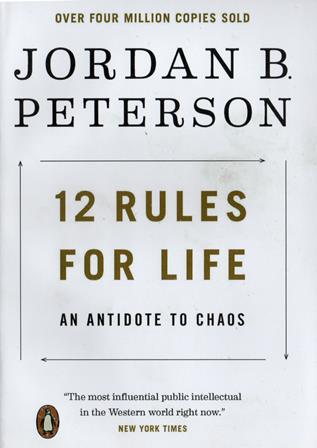 OVER FOUR MILLION COPIES SOLD
JORDAN B.
PETERSON
12 RULES
FOR LIFE
AN ANTIDOTE TO CHAOS
“The most influential public intellectual
in the Western world right now.”
NEW YORK TIMES